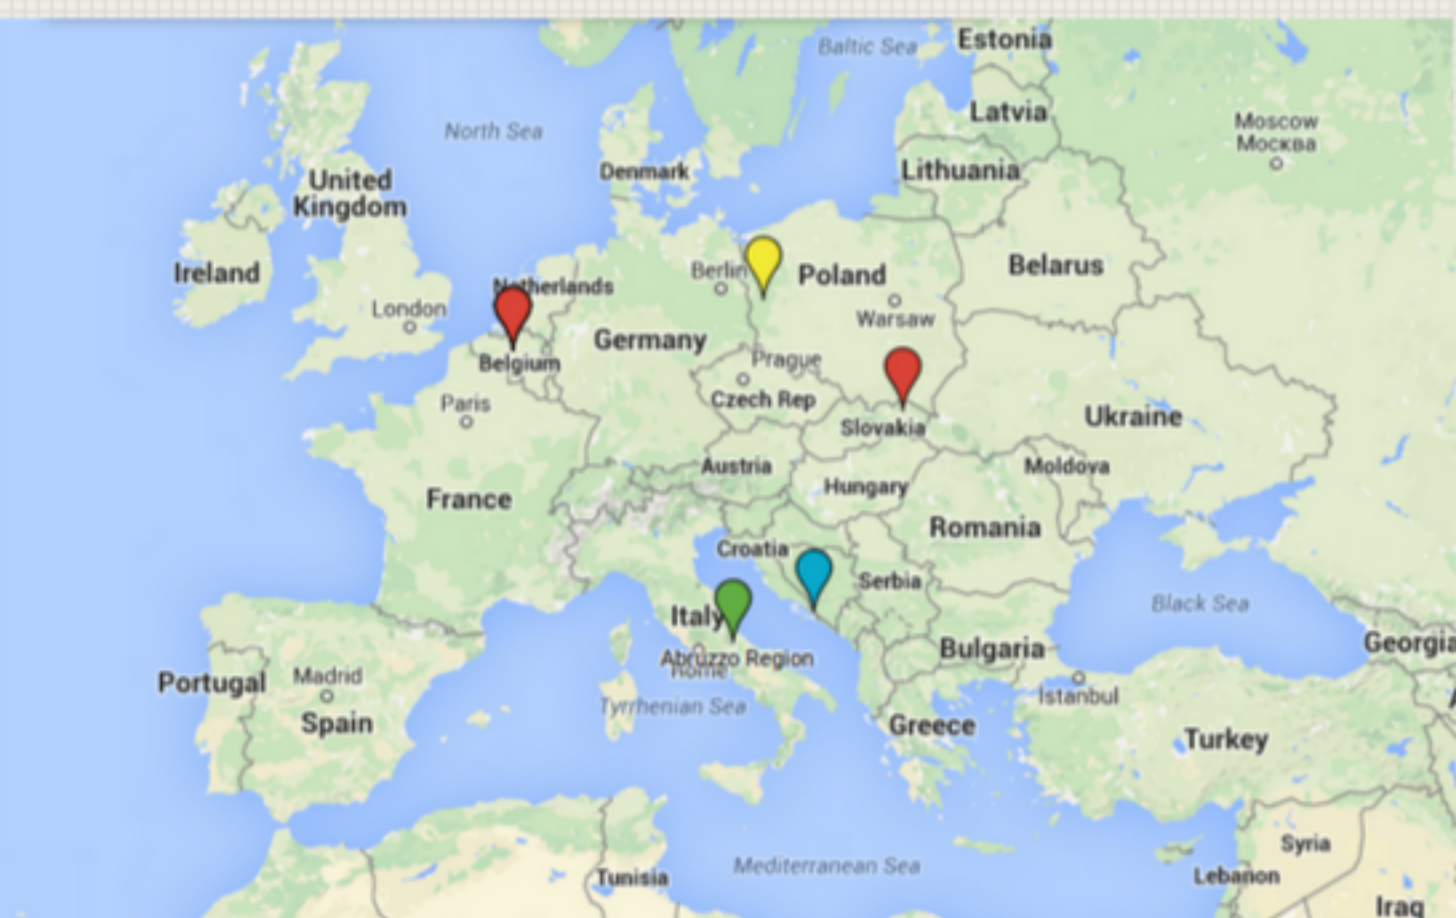 Estonia
Baltic Sea
Latvia
Moscow
Москва
North Sea
Denmark
Lithuania
United
Kingdom
Ireland
Netherlands
Berlin
Poland
Belarus
London
Warsaw
Germany
Belgium
Prague
Czech Rep
Paris
Slovakia
Ukraine
Austria
Moldova
Hungary
France
Romania
Croatia
Serbia
Black Sea
Italy
Georgia
Bulgaria
Abruzzo Region
Rome
Portugal
Madrid
Istanbul
Tyrrhenian Sea
Spain
Greece
Turkey
Syria
Mediterranean Sea
Tunisia
Lebanon
Iraq